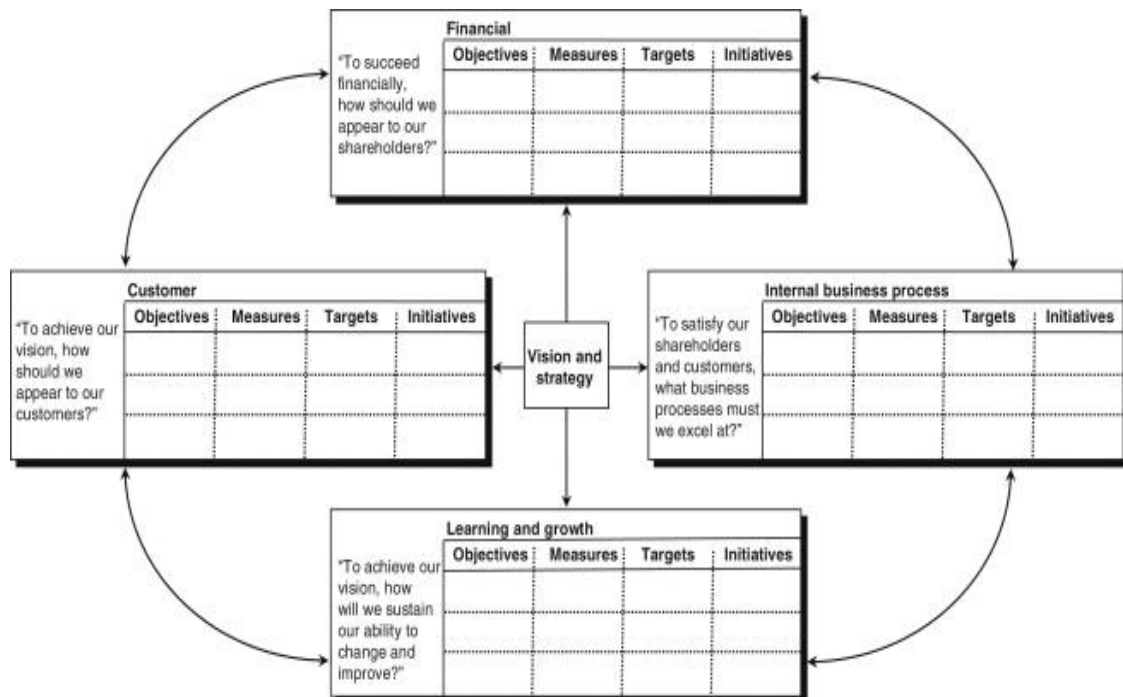 Financial
Objectives Measures Targets Initiatives
“To succeed
financially,
how should we
appear to our
shareholders?”
Customer
Objectives Measures Targets Initiatives
“To achieve our
vision, how
should we
appear to our
customers?”
Vision and
strategy
Internal business process
Objectives Measures Targets Initiatives
“To satisfy our
shareholders
and customers,
what business
processes must
we excel at?”
Learning and growth
Objectives Measures Targets Initiatives
“To achieve our
vision, how
will we sustain
our ability to
change and
improve?”